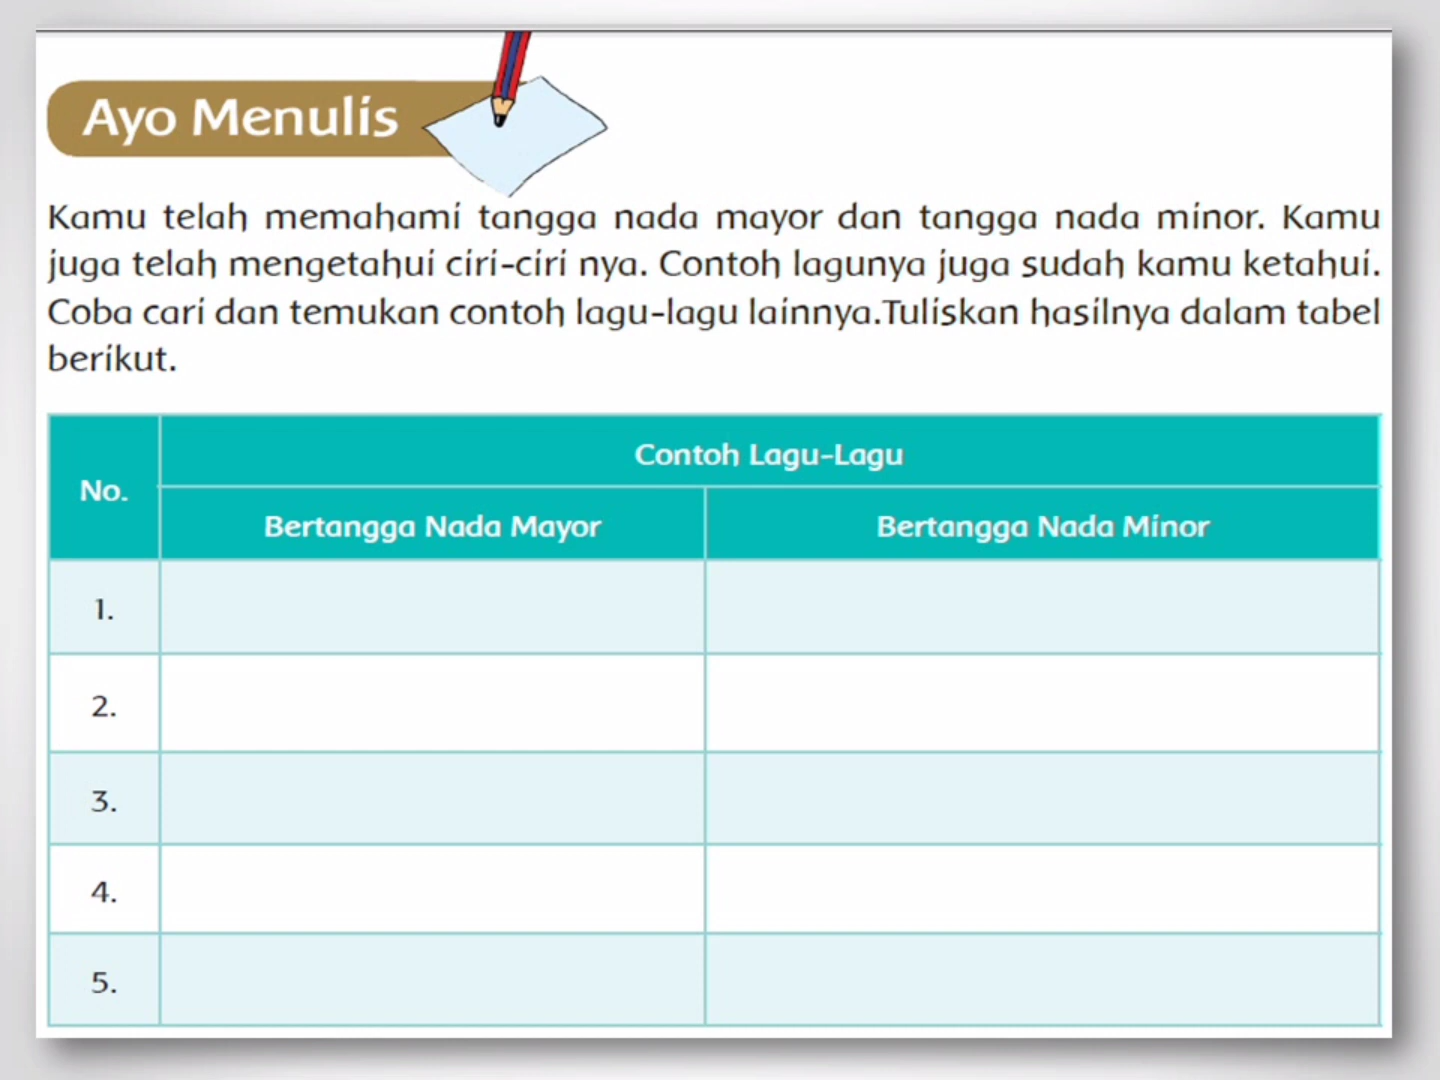 Ayo Menulis
Kamu telah memahami tangga nada mayor dan tangga nada minor. Kamu
juga telah mengetahui ciri-ciri nya. Contoh lagunya juga sudah kamu ketahui.
Coba cari dan temukan contoh lagu-lagu lainnya.Tuliskan hasilnya dalam tabel
berikut.
No.
Contoh Lagu-Lagu
Bertangga Nada Mayor
Bertangga Nada Minor
1.
2.
3.
4.
5.